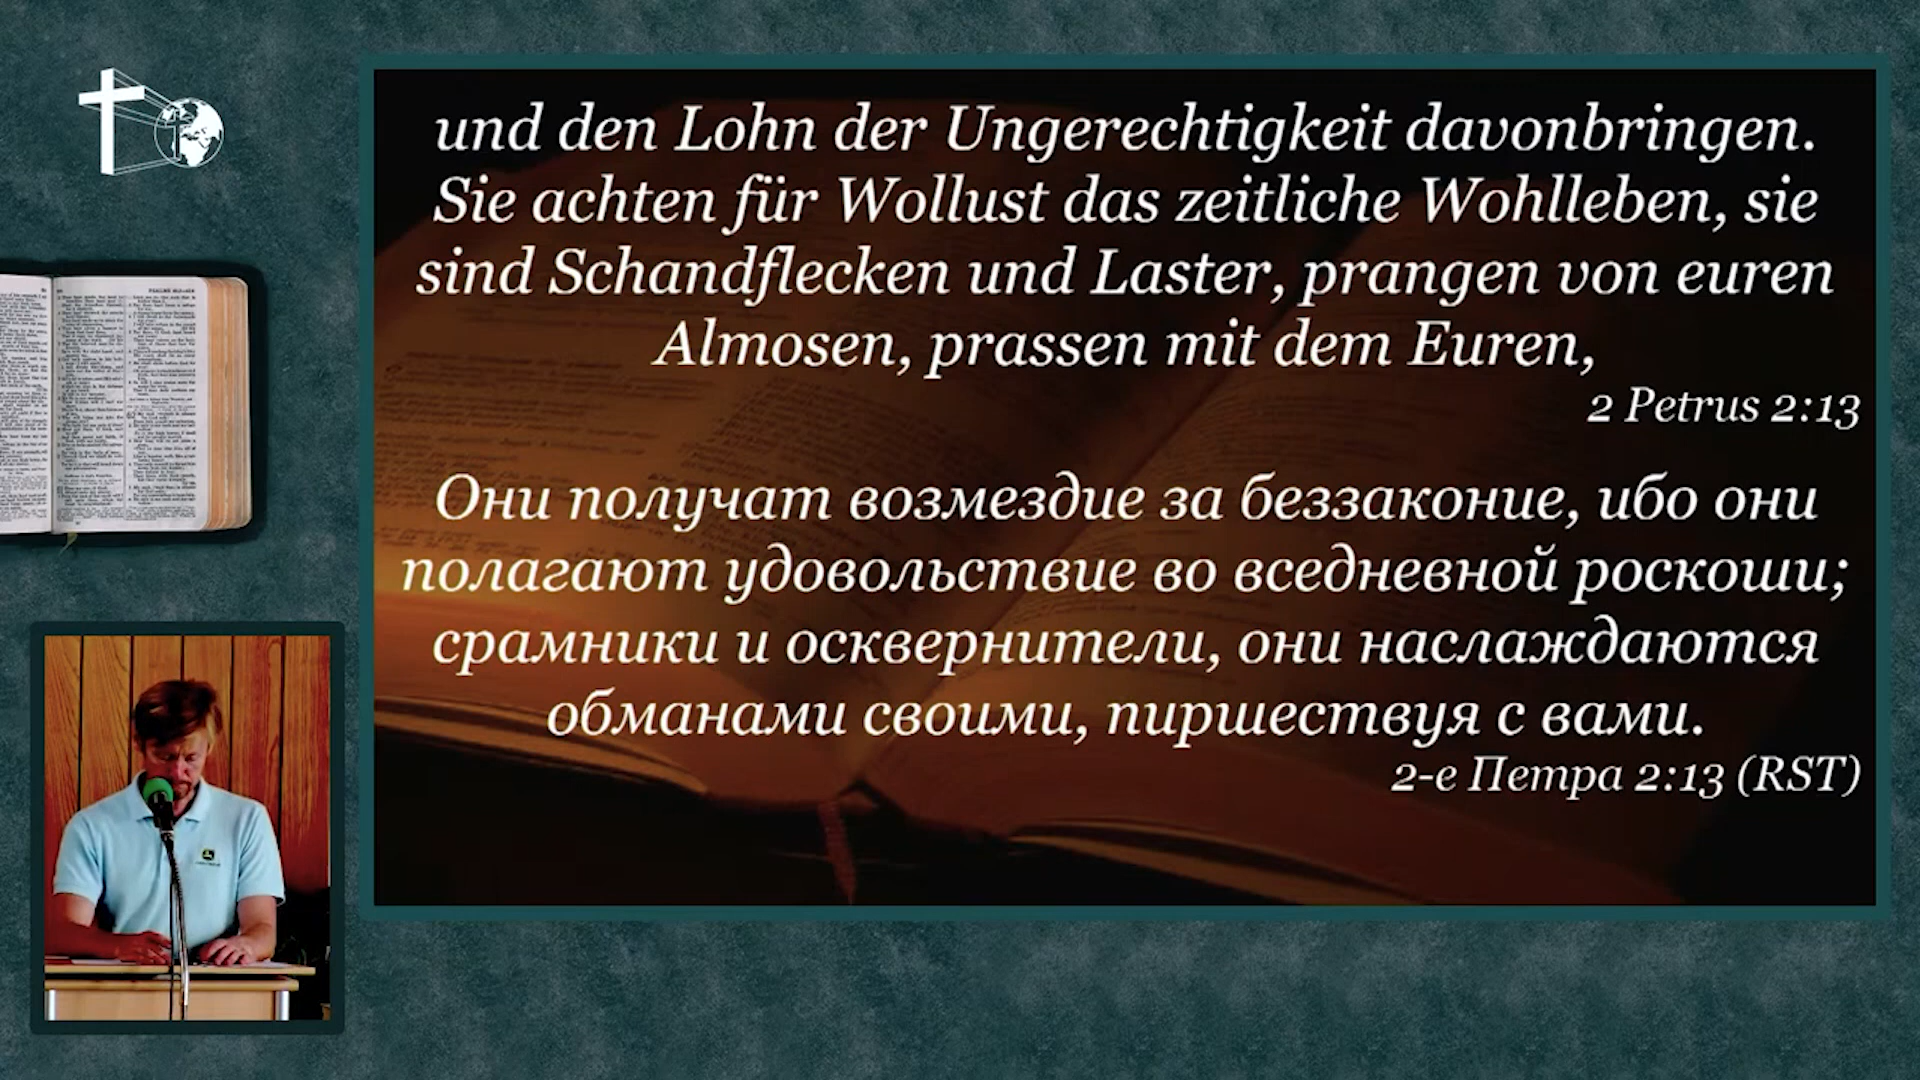 und den Lohn der Ungerechtigkeit davonbringen.
Sie achten für Wollust das zeitliche Wohlleben, sie
sind Schandflecken und Laster, prangen von euren
Almosen, prassen mit dem Euren,
2 Petrus 2:13
Они получат возмездие за беззаконие, ибо они
полагают удовольствие во вседневной роскоши;
срамники и осквернители, они наслаждаются
обманами своими, пиршествуя с вами.
2-е Петра 2:13 (RST)